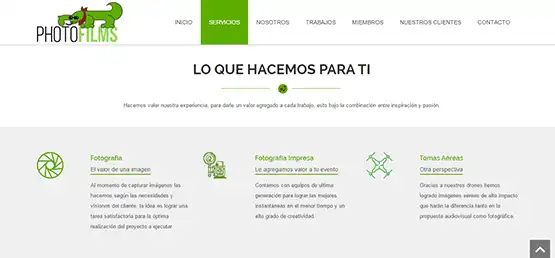 PHOTOFILMS
INICIO SERVICIOS NOSOTROS TRABAJOS MIEMBROS NUESTROS CLIENTES CONTACTO
LO QUE HACEMOS PARA TI
Hacemos valer nuestra experiencia, para darle un valor agregado a cada trabajo, esto bajo la combinación entre inspiración y pasión.
Fotografía
El valor de una imagen
Al momento de capturar imágenes las
hacemos, según las necesidades y
visiones del cliente, la idea es lograr una
tarea satisfactoria para la óptima
realización del proyecto a ejecutar
Fotografía Impresa
Le agregamos valor a tu evento
Contamos con equipos de ultima
generación para lograr las mejores
instantáneas en el menor tiempo y un
alto grado de creatividad.
Tomas Aéreas
Otra perspectiva
Gracias a nuestros drones hemos
logrado imágenes aéreas de alto impacto
que harán la diferencia tanto en la
propuesta audiovisual como fotográfica.